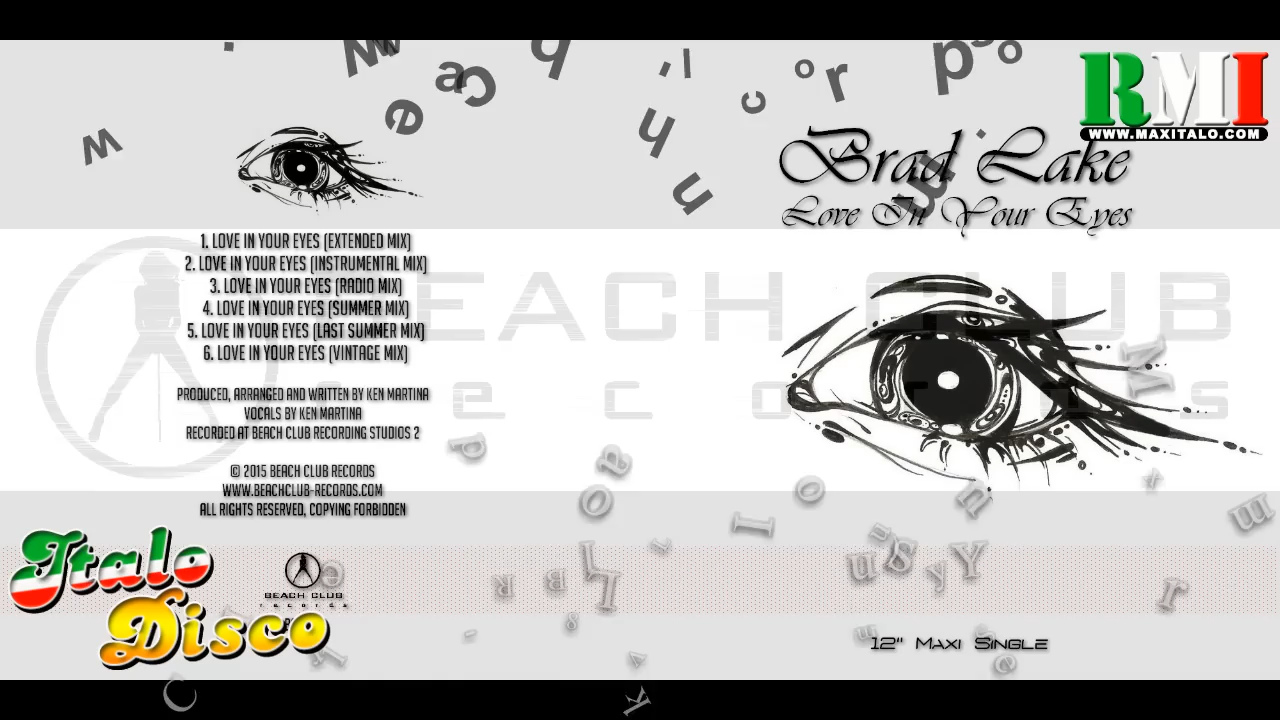 RMI
WWW.MAXITALO.COM
Brad Lake
Love In Your Eyes
1. LOVE IN YOUR EYES (EXTENDED MIX)
2. LOVE IN YOUR EYES (INSTRUMENTAL MIX)
3. LOVE IN YOUR EYES (RADIO MIX)
4. LOVE IN YOUR EYES (SUMMER MIX)
5. LOVE IN YOUR EYES (LAST SUMMER MIX)
6. LOVE IN YOUR EYES (VINTAGE MIX)
PRODUCED, ARRANGED AND WRITTEN BY KEN MARTINA
VOCALS BY KEN MARTINA
RECORDED AT BEACH CLUB RECORDING STUDIOS 2
© 2015 BEACH CLUB RECORDS
WWW.BEACHCLUB-RECORDS.COM
ALL RIGHTS RESERVED, COPYING FORBIDDEN
BEACH CLUB
records
Italo
Disco
BEACH CLUB
records
12" Maxi Single